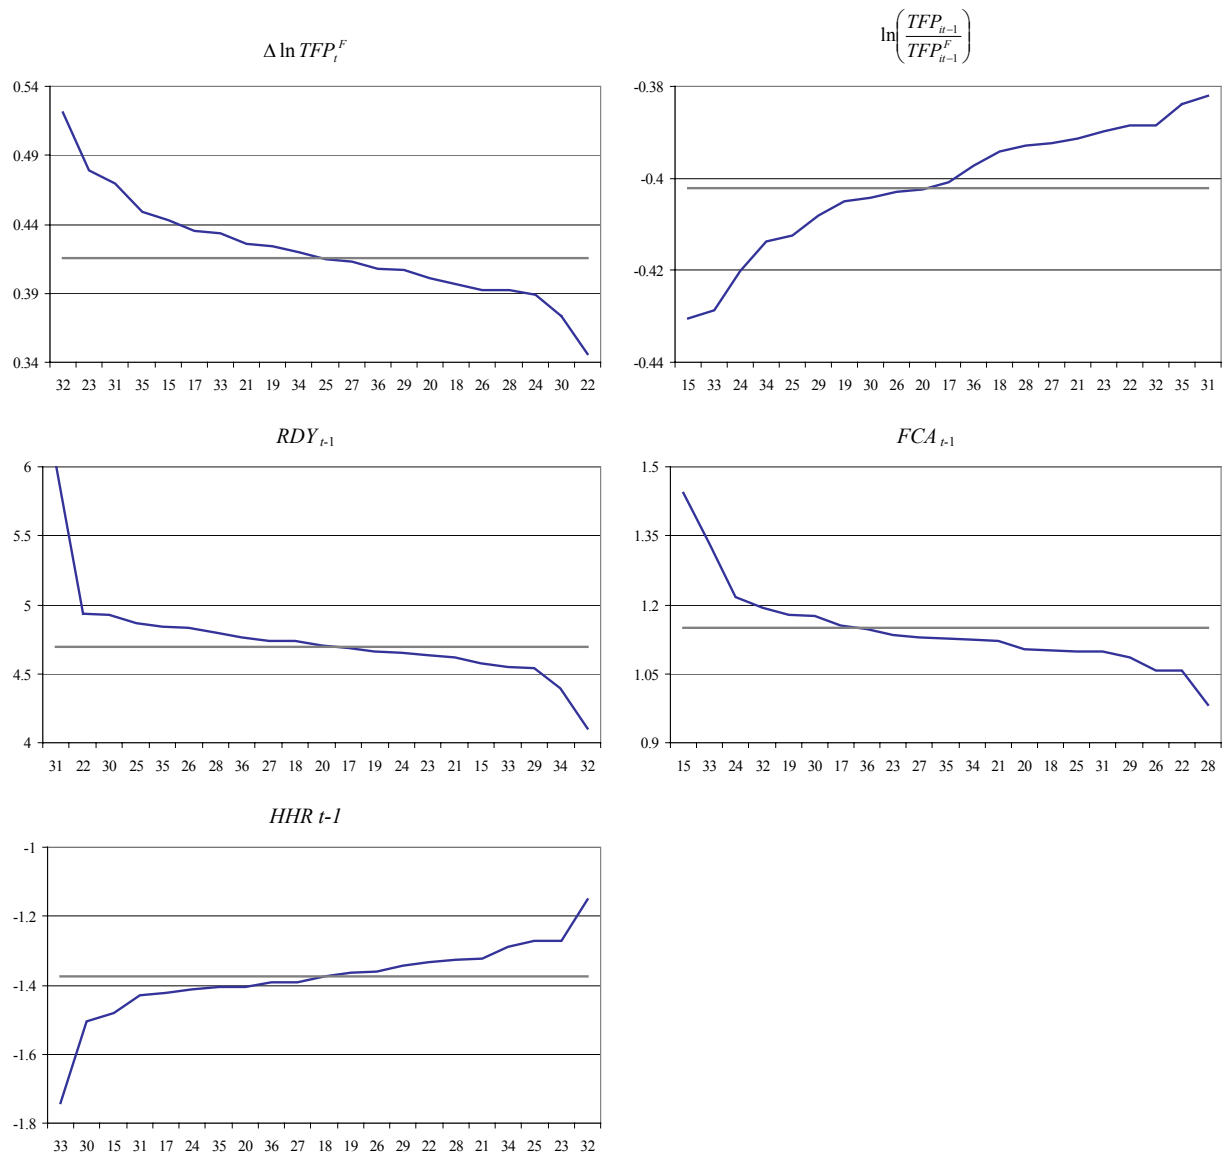 Δ ln TFP_t^F
0.54
0.49
0.44
0.39
0.34
32 23 31 35 15 17 33 21 19 34 25 27 36 29 20 18 26 28 24 30 22
ln(TFP_{it-1} / TFP_{it-1}^F)
-0.38
-0.4
-0.42
-0.44
15 33 24 34 25 29 19 30 26 20 17 36 18 28 27 21 23 22 32 35 31
RDY t-1
6
5.5
5
4.5
4
31 22 30 25 35 26 28 36 27 18 20 17 19 24 23 21 15 33 29 34 32
FCA t-1
1.5
1.35
1.2
1.05
0.9
15 33 24 32 19 30 17 36 23 27 35 34 21 20 18 25 31 29 26 22 28
HHR t-1
-1
-1.2
-1.4
-1.6
-1.8
33 30 15 31 17 24 35 20 36 27 18 19 26 29 22 28 21 34 25 23 32